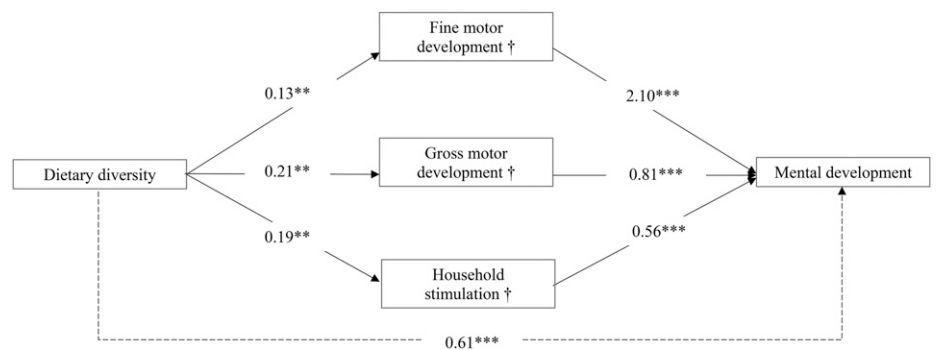 Fine motor
development †
0.13**
2.10***
Gross motor
development †
Dietary diversity
0.21**
0.81***
Mental development
0.19**
0.56***
Household
stimulation †
0.61***